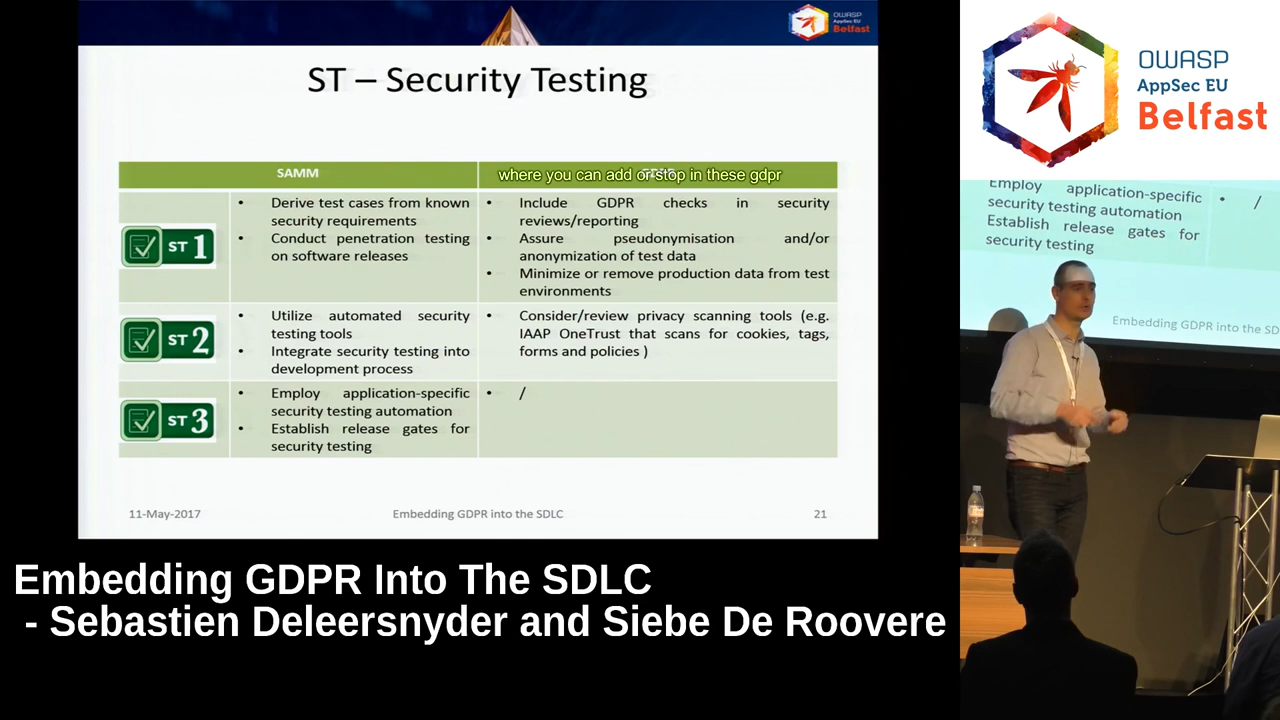 OWASP
AppSec EU
Belfast
ST – Security Testing
SAMM
where you can add or stop in these gdpr
ST 1
• Derive test cases from known
security requirements
• Conduct penetration testing
on software releases
• Include GDPR checks in security
reviews/reporting
• Assure pseudonymisation and/or
anonymization of test data
• Minimize or remove production data from test
environments
ST 2
• Utilize automated security
testing tools
• Integrate security testing into
development process
• Consider/review privacy scanning tools (e.g.
IAAP OneTrust that scans for cookies, tags,
forms and policies )
ST 3
• Employ application-specific
security testing automation
• Establish release gates for
security testing
• /
11-May-2017
Embedding GDPR into the SDLC
21
OWASP
AppSec EU
Belfast
Employ application-specific
security testing automation
Establish release gates for
security testing
• /
Embedding GDPR into the SD
Embedding GDPR Into The SDLC
- Sebastien Deleersnyder and Siebe De Roovere